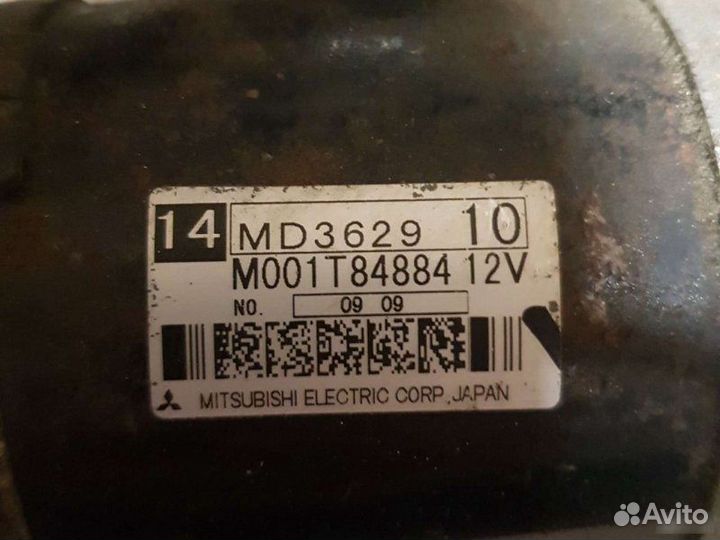 14 MD3629 10
M001T84884 12V
NO. 09 09
MITSUBISHI ELECTRIC CORP.,JAPAN
Avito